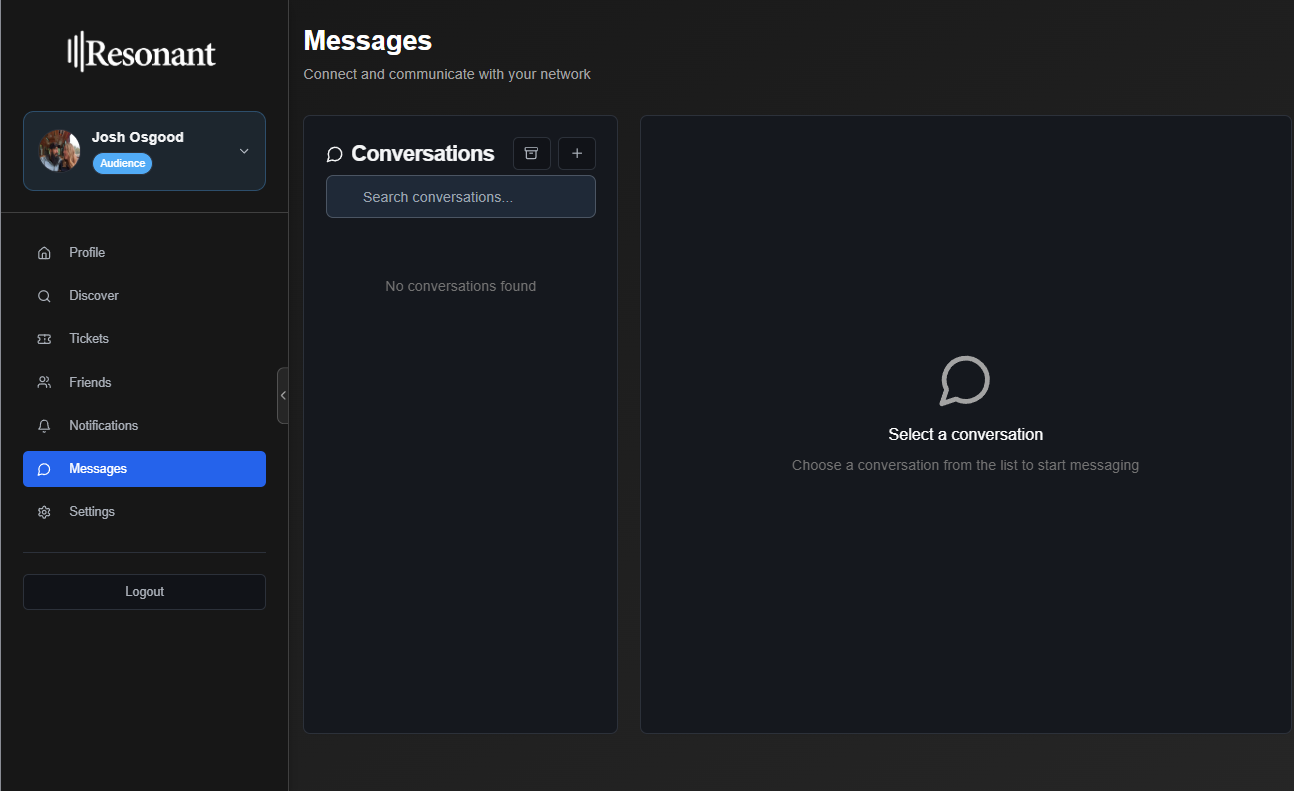 Resonant
Josh Osgood
Audience
Profile
Discover
Tickets
Friends
Notifications
Messages
Settings
Logout
Messages
Connect and communicate with your network
Conversations
Search conversations...
No conversations found
Select a conversation
Choose a conversation from the list to start messaging